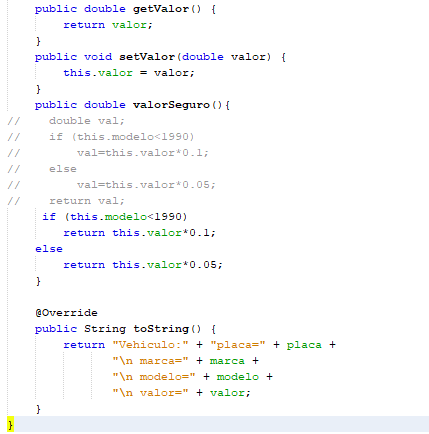 public double getValor() {
return valor;
}
public void setValor(double valor) {
this.valor = valor;
}
public double valorSeguro(){
// double val;
// if (this.modelo<1990)
// val=this.valor*0.1;
// else
// val=this.valor*0.05;
// return val;
if (this.modelo<1990)
return this.valor*0.1;
else
return this.valor*0.05;
}
@Override
public String toString() {
return "Vehiculo:" + "placa=" + placa +
"\n marca=" + marca +
"\n modelo=" + modelo +
"\n valor=" + valor;
}
}